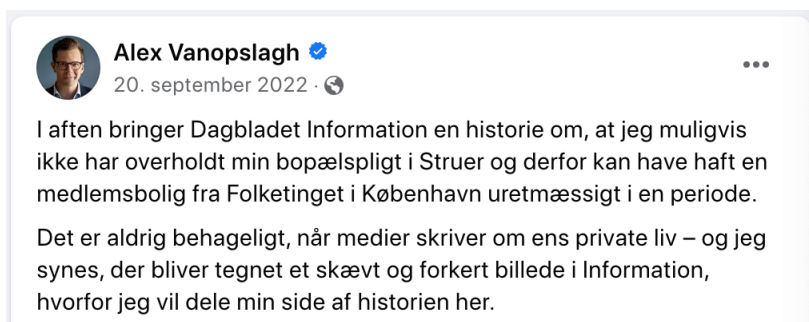 Alex Vanopslagh
20. september 2022 ·
I aften bringer Dagbladet Information en historie om, at jeg muligvis
ikke har overholdt min bopælspligt i Struer og derfor kan have haft en
medlemsbolig fra Folketinget i København uretmæssigt i en periode.
Det er aldrig behageligt, når medier skriver om ens private liv – og jeg
synes, der bliver tegnet et skævt og forkert billede i Information,
hvorfor jeg vil dele min side af historien her.